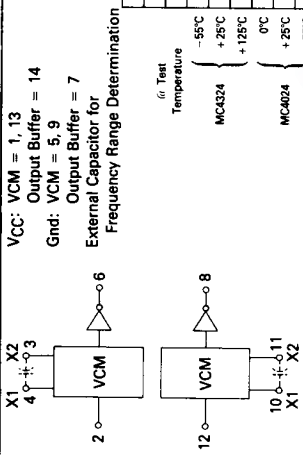 VCC: VCM = 1, 13
Output Buffer = 14
Gnd: VCM = 5, 9
Output Buffer = 7
External Capacitor for
Frequency Range Determination
X1 X2
4 3
2 VCM 6
12 VCM 8
10 11
X1 X2
@ Test
Temperature
MC4324
-55°C
+25°C
+125°C
MC4024
0°C
+25°C